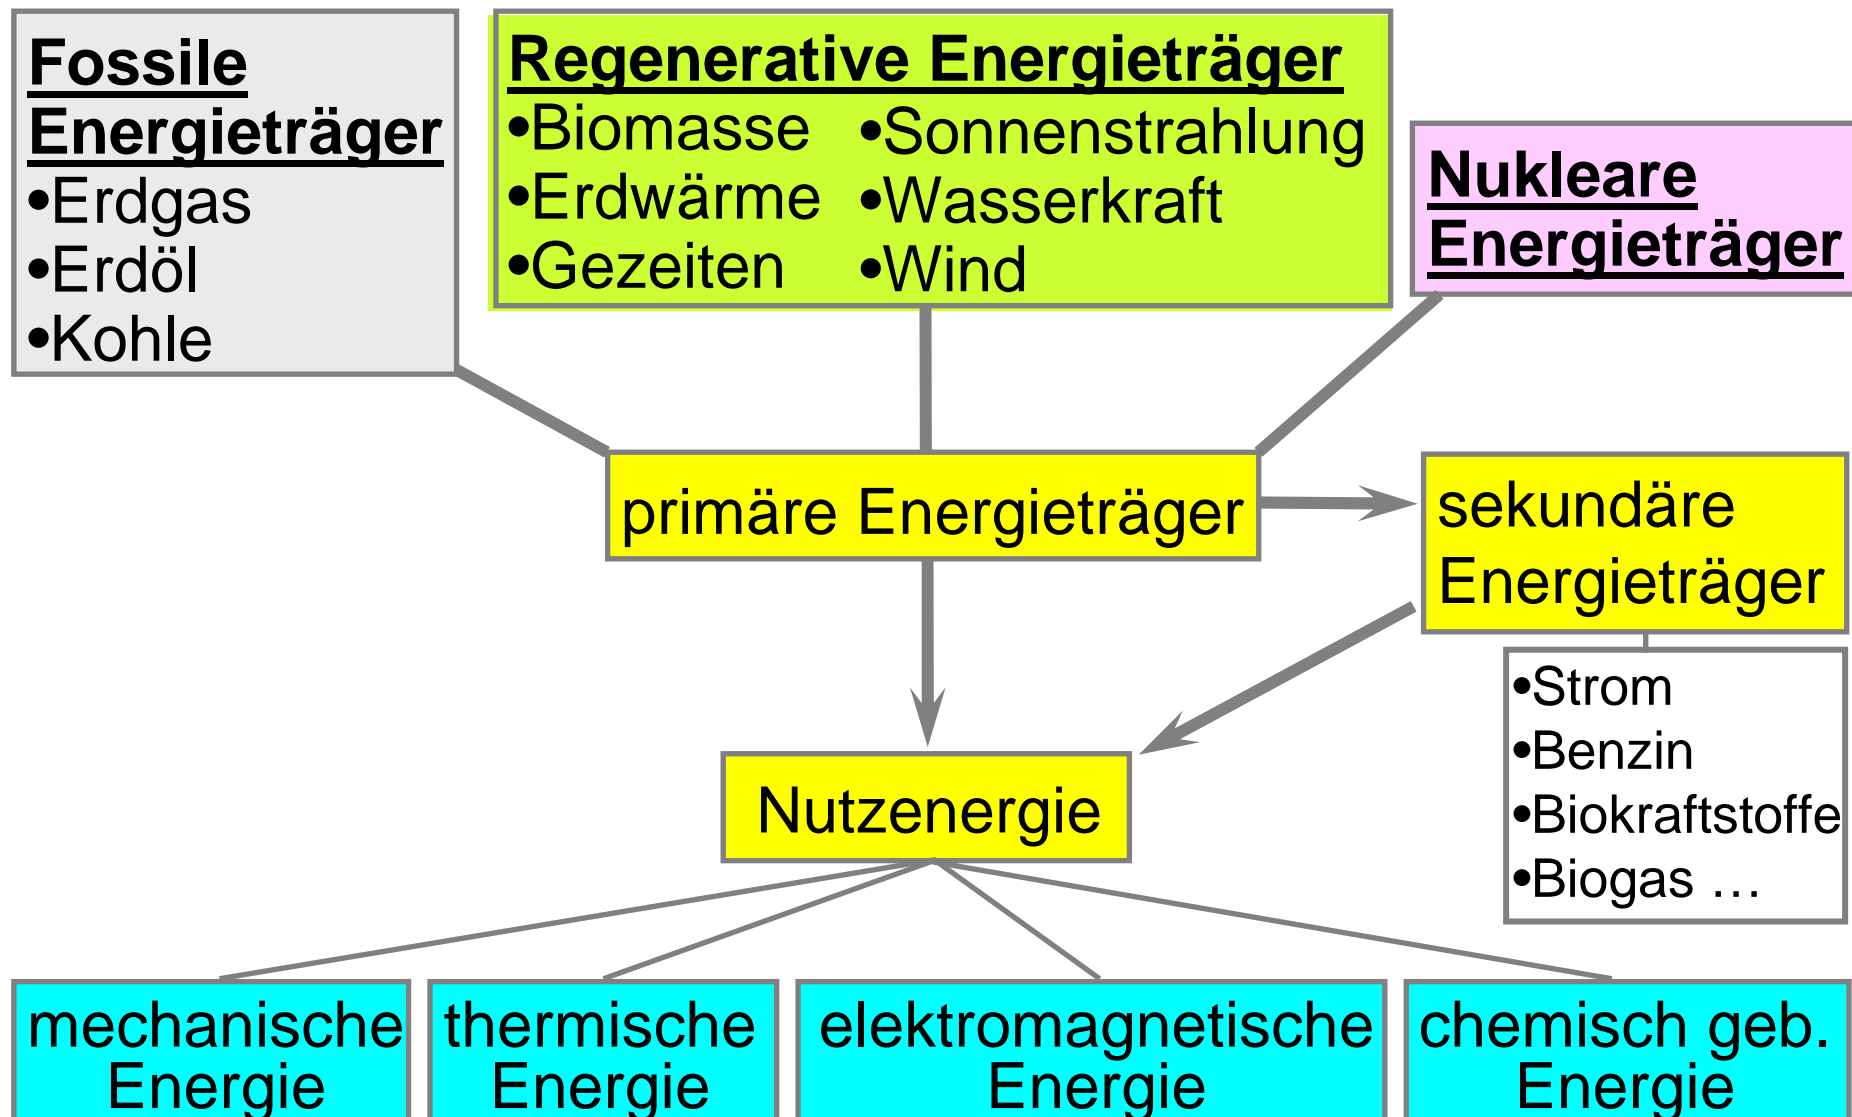 Fossile
Energieträger
•Erdgas
•Erdöl
•Kohle
Regenerative Energieträger
•Biomasse
•Erdwärme
•Gezeiten
•Sonnenstrahlung
•Wasserkraft
•Wind
Nukleare
Energieträger
primäre Energieträger
sekundäre
Energieträger
•Strom
•Benzin
•Biokraftstoffe
•Biogas …
Nutzenergie
mechanische
Energie
thermische
Energie
elektromagnetische
Energie
chemisch geb.
Energie